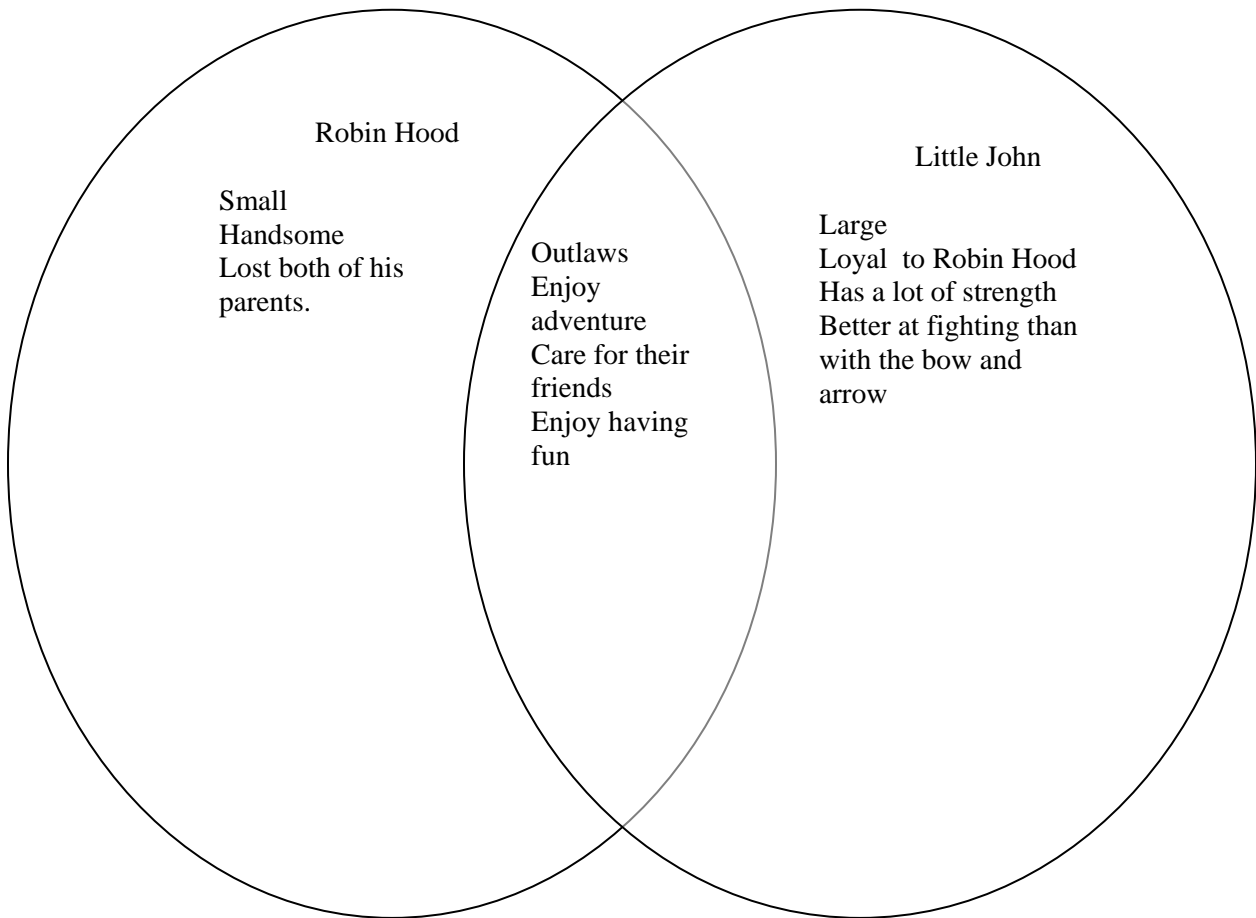 Robin Hood
Small
Handsome
Lost both of his
parents.
Outlaws
Enjoy
adventure
Care for their
friends
Enjoy having
fun
Little John
Large
Loyal  to Robin Hood
Has a lot of strength
Better at fighting than
with the bow and
arrow